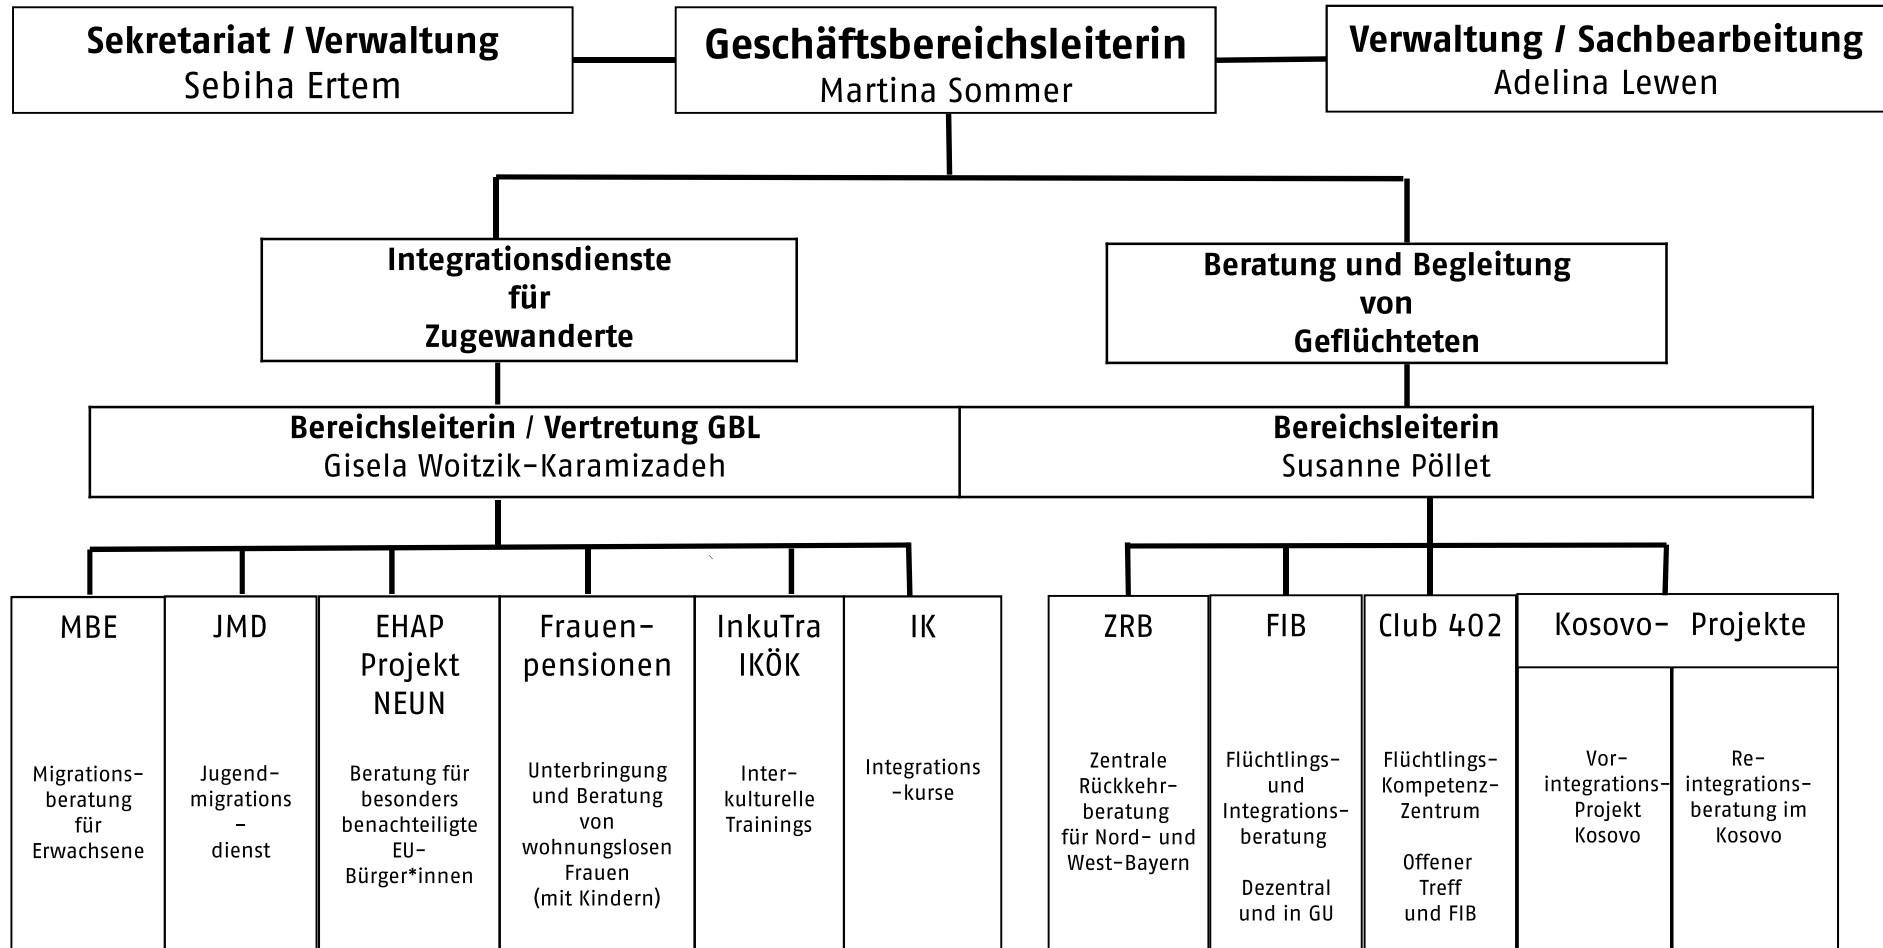 Sekretariat / Verwaltung
Sebiha Ertem
Geschäftsbereichsleiterin
Martina Sommer
Verwaltung / Sachbearbeitung
Adelina Lewen
Integrationsdienste
für
Zugewanderte
Beratung und Begleitung
von
Geflüchteten
Bereichsleiterin / Vertretung GBL
Gisela Woitzik-Karamizadeh
Bereichsleiterin
Susanne Pöllet
MBE
Migrations-
beratung
für
Erwachsene
JMD
Jugend-
migrations
-
dienst
EHAP
Projekt
NEUN
Beratung für
besonders
benachteiligte
EU-
Bürger*innen
Frauen-
pensionen
Unterbringung
und Beratung
von
wohnungslosen
Frauen
(mit Kindern)
InkuTra
IKÖK
Inter-
kulturelle
Trainings
IK
Integrations
-kurse
ZRB
Zentrale
Rückkehr-
beratung
für Nord- und
West-Bayern
FIB
Flüchtlings-
und
Integrations-
beratung
Dezentral
und in GU
Club 402
Flüchtlings-
Kompetenz-
Zentrum
Offener
Treff
und FIB
Kosovo- Projekte
Vor-
integrations-
Projekt
Kosovo
Re-
integrations-
beratung im
Kosovo